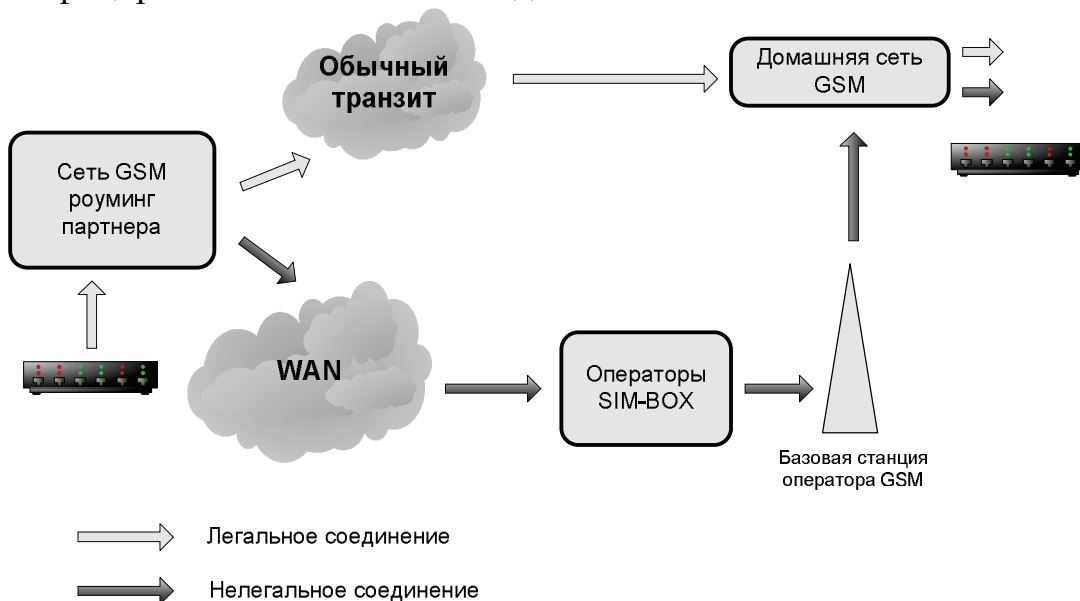 Обычный
транзит
Домашняя сеть
GSM
Сеть GSM
роуминг
партнера
WAN
Операторы
SIM-BOX
Базовая станция
оператора GSM
Легальное соединение
Нелегальное соединение